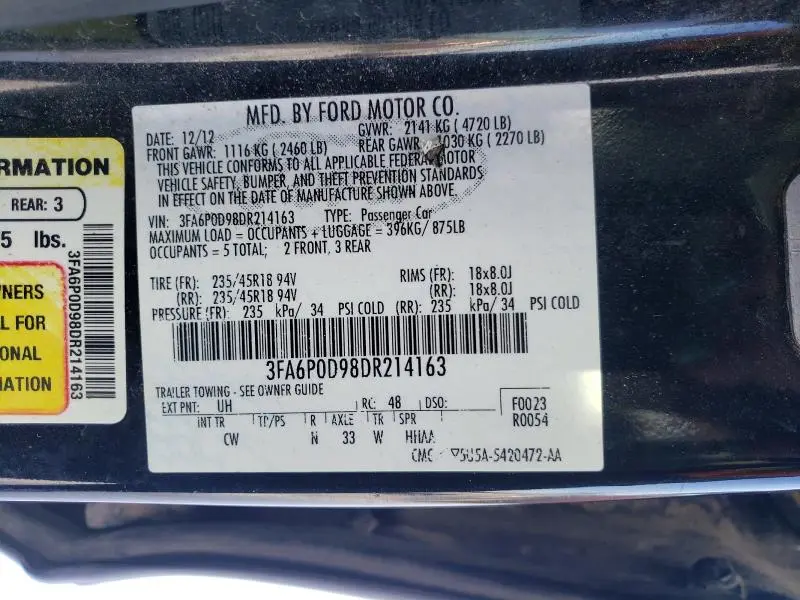 MFD. BY FORD MOTOR CO.
DATE: 12/12 GVWR: 2141 KG ( 4720 LB)
FRONT GAWR: 1116 KG ( 2460 LB) REAR GAWR: 1030 KG ( 2270 LB)
THIS VEHICLE CONFORMS TO ALL APPLICABLE FEDERAL MOTOR
VEHICLE SAFETY, BUMPER, AND THEFT PREVENTION STANDARDS
IN EFFECT ON THE DATE OF MANUFACTURE SHOWN ABOVE.
VIN: 3FA6P0D98DR214163 TYPE: Passenger Car
MAXIMUM LOAD = OCCUPANTS + LUGGAGE = 396KG/ 875LB
OCCUPANTS = 5 TOTAL; 2 FRONT, 3 REAR
TIRE (FR): 235/45R18 94V RIMS (FR): 18x8.0J
(RR): 235/45R18 94V (RR): 18x8.0J
PRESSURE(FR): 235 kPa/ 34 PSI COLD (RR): 235 kPa/ 34 PSI COLD
3FA6P0D98DR214163
TRAILER TOWING - SEE OWNER GUIDE
EXT PNT: UH RC: 48 DSO: F0023
INT TR TP/PS R AXLE TR SPR R0054
CW N 33 W HHAA
5U5A-5420472-AA
RMATION
REAR: 3
5 lbs.
NERS
L FOR
ONAL
MATION
3FA6P0D98DR214163